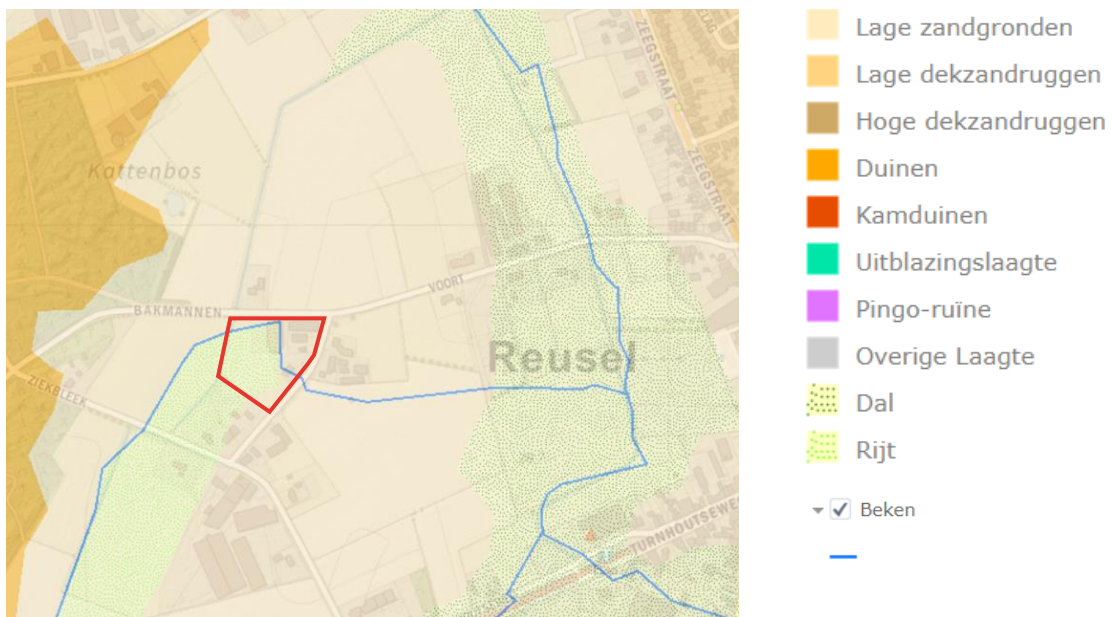 ZEEGSTRAAT
Kattenbos
ZEEGSTRAAT
VOORT
BAKMANNEN
Reusel
ZIEKBLEEK
TURNHOUTSEWEG
Lage zandgronden
Lage dekzandruggen
Hoge dekzandruggen
Duinen
Kamduinen
Uitblazingslaagte
Pingo-ruïne
Overige Laagte
Dal
Rijt
Beken